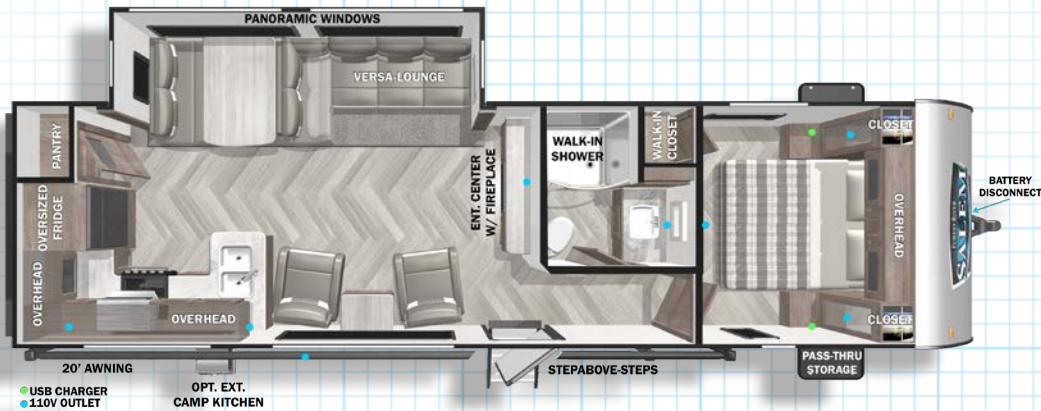 PANORAMIC WINDOWS
VERSA-LOUNGE
PANTRY
OVERSIZED
FRIDGE
OVERHEAD
OVERHEAD
ENT. CENTER
W/ FIREPLACE
WALK-IN
SHOWER
WALK-IN
CLOSET
CLOSET
OVERHEAD
CLOSET
SALEM
BATTERY
DISCONNECT
20' AWNING
OPT. EXT.
CAMP KITCHEN
STEPABOVE-STEPS
PASS-THRU
STORAGE
USB CHARGER
110V OUTLET